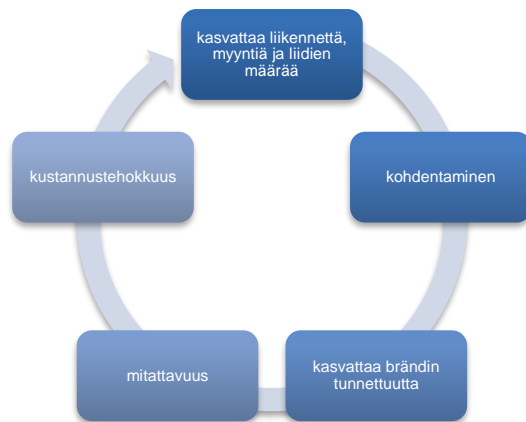 kasvattaa liikennettä,
myyntiä ja liidien
määrää
kohdentaminen
kasvattaa brändin
tunnettuutta
mitattavuus
kustannustehokkuus